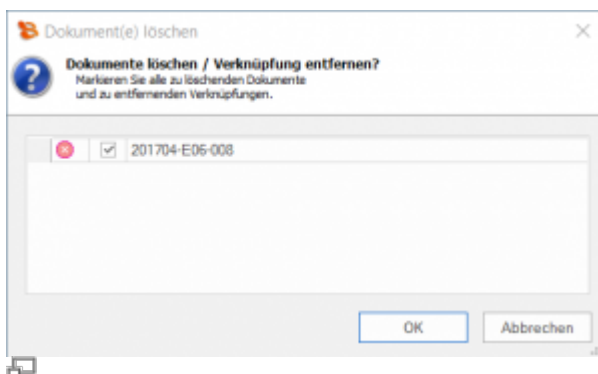 Dokument(e) löschen
Dokumente löschen / Verknüpfung entfernen?
Markieren Sie alle zu löschenden Dokumente
und zu entfernenden Verknüpfungen.
201704-E06-008
OK
Abbrechen